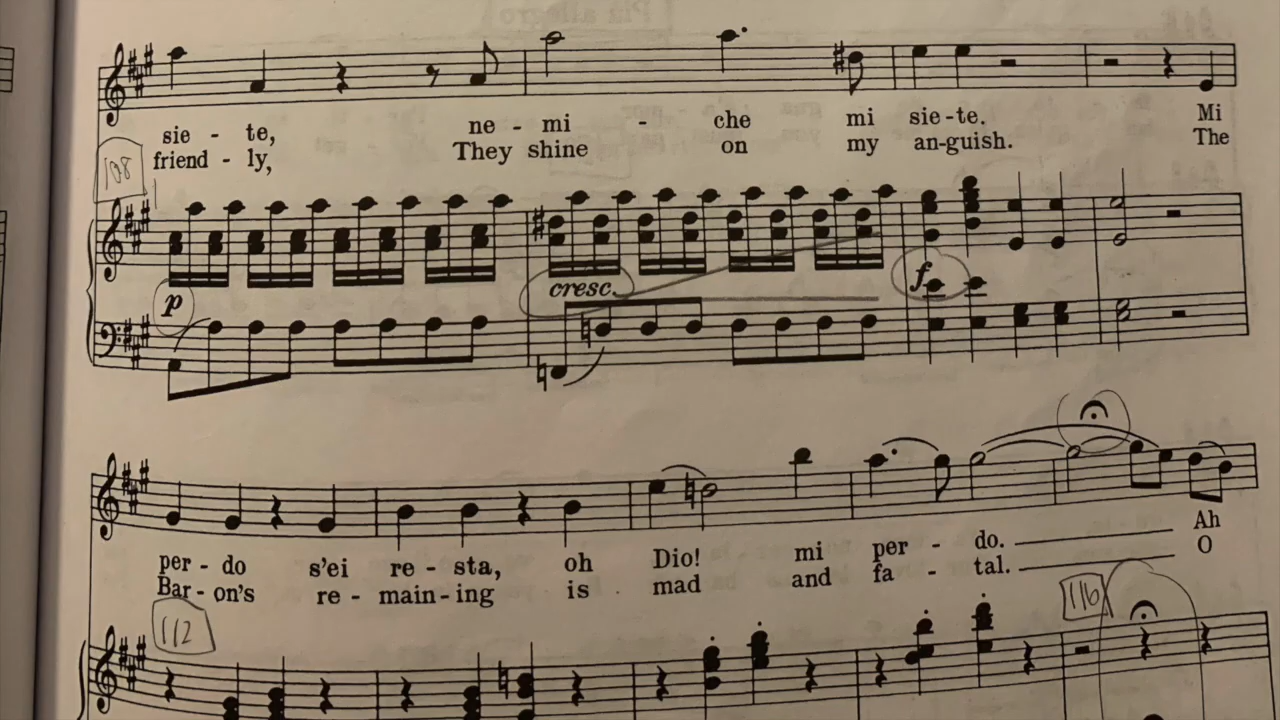 sie - te, ne - mi - che mi sie - te. Mi
friend - ly, They shine on my an-guish. The
108
p cresc. f
per - do s'ei re - sta, oh Dio! mi per - do. Ah
Bar - on's re - main - ing is mad and fa - tal. O
112 116